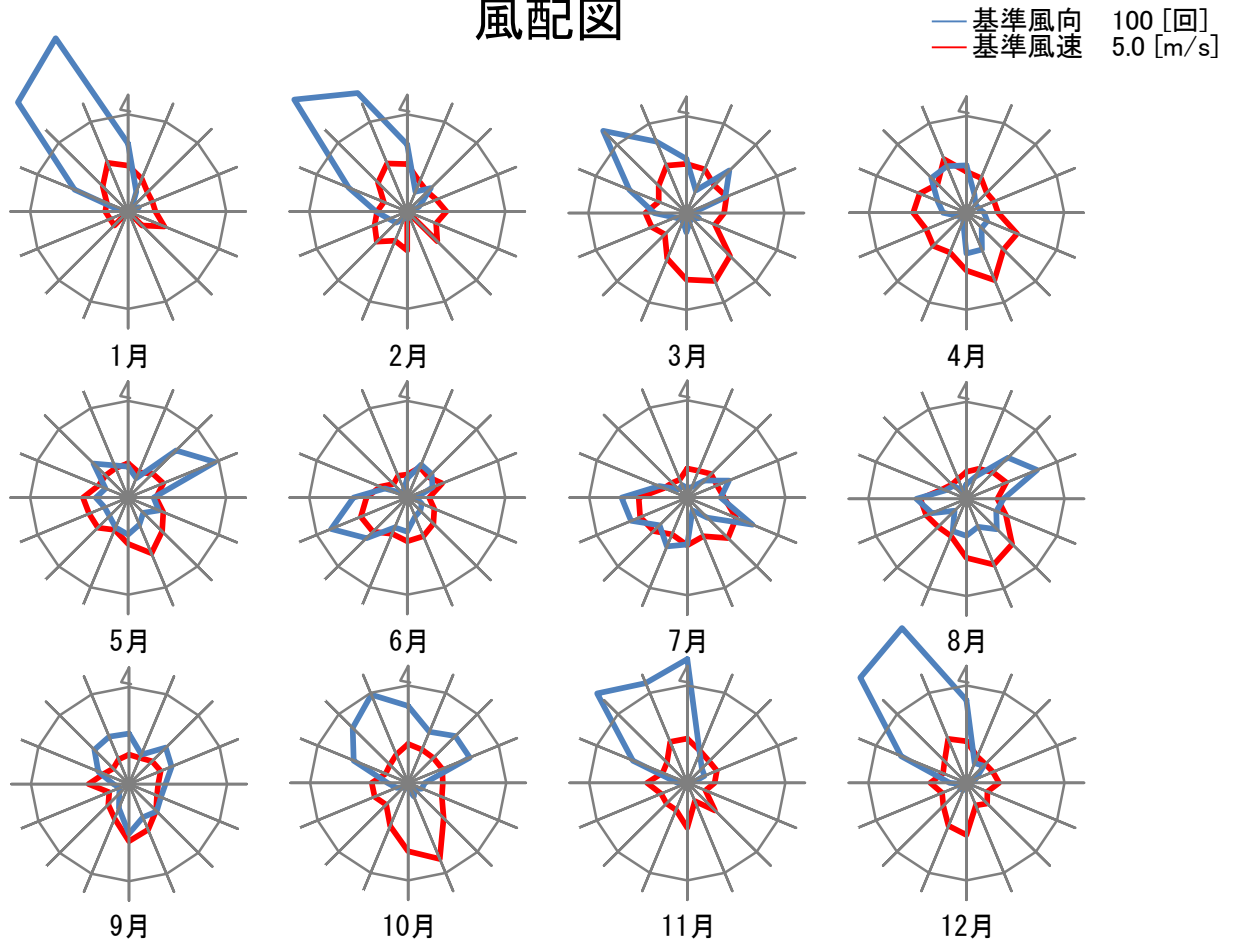 風配図
基準風向 100 [回]
基準風速 5.0 [m/s]
1月 2月 3月 4月
5月 6月 7月 8月
9月 10月 11月 12月